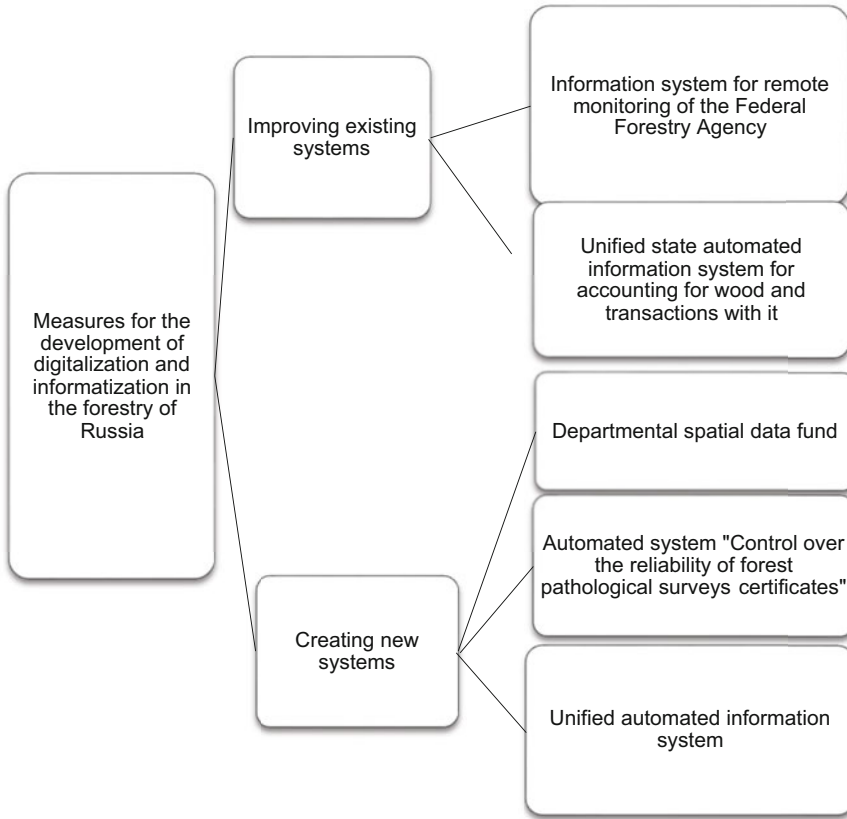 Measures for the
development of
digitalization and
informatization in
the forestry of
Russia
Improving existing
systems
Information system for remote
monitoring of the Federal
Forestry Agency
Unified state automated
information system for
accounting for wood and
transactions with it
Creating new
systems
Departmental spatial data fund
Automated system "Control over
the reliability of forest
pathological surveys certificates"
Unified automated information
system